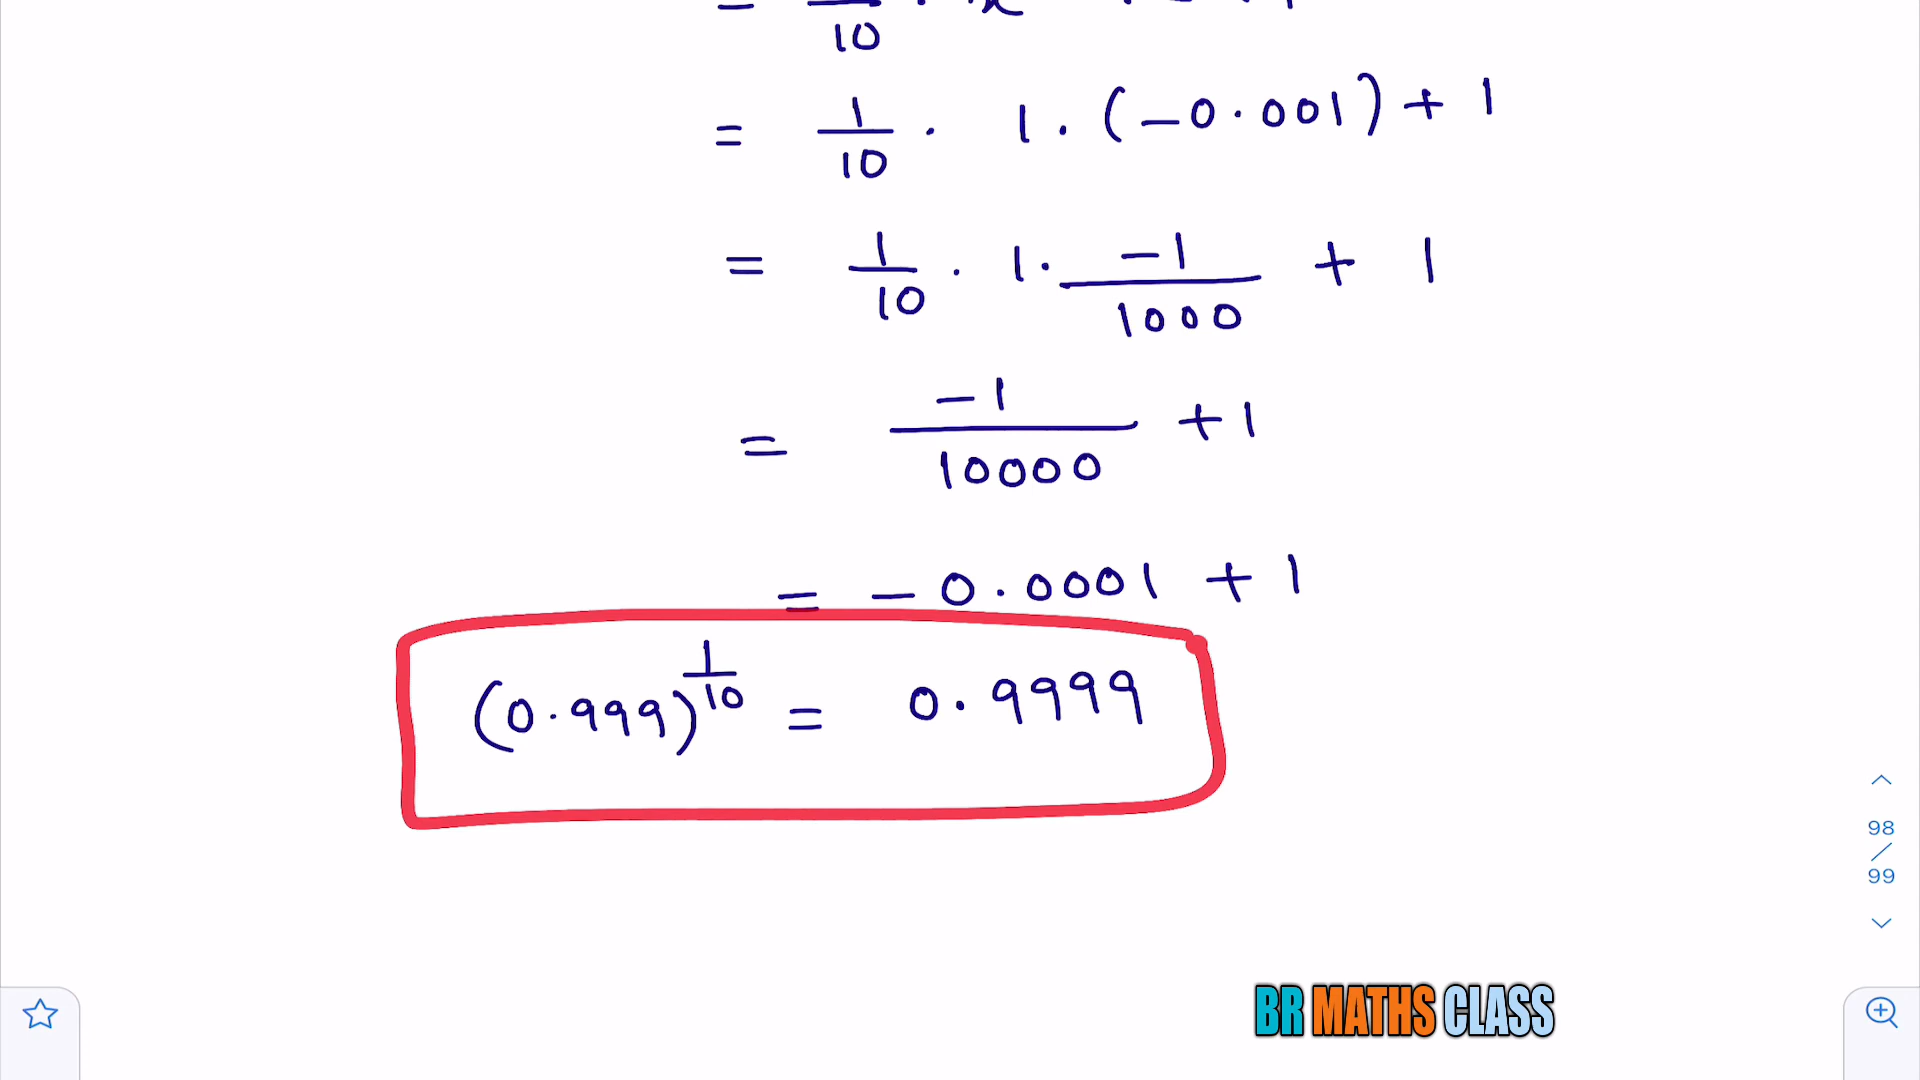 10
= 1/10 · 1 · (-0.001) + 1
= 1/10 · 1 · -1/1000 + 1
= -1/10000 + 1
= -0.0001 + 1
(0.999)^1/10 = 0.9999
98
/
99
BR MATHS CLASS